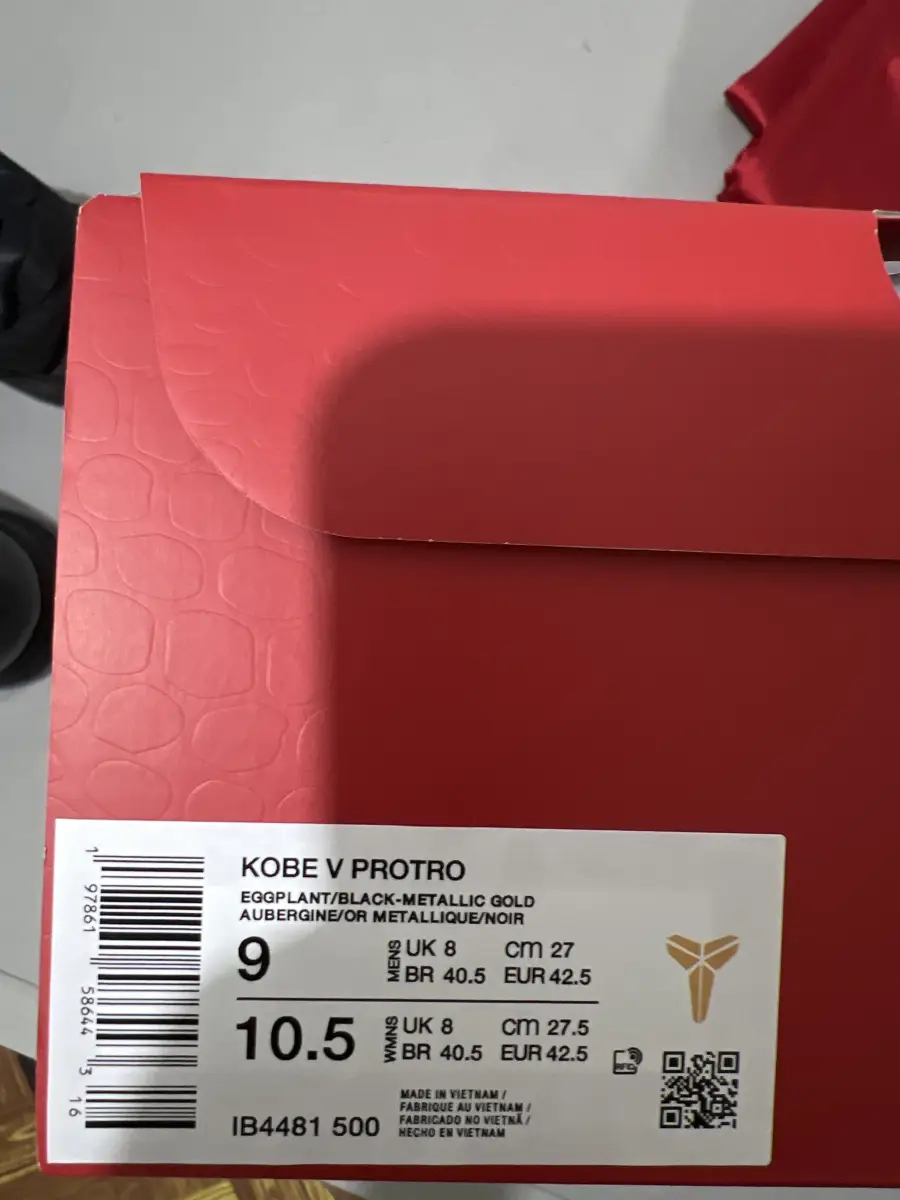 KOBE V PROTRO
EGGPLANT/BLACK-METALLIC GOLD
AUBERGINE/OR METALLIQUE/NOIR
9 MENS UK 8 cm 27
BR 40.5 EUR 42.5
10.5 WMNS UK 8 cm 27.5
BR 40.5 EUR 42.5
RFID
IB4481 500
MADE IN VIETNAM /
FABRIQUE AU VIETNAM /
FABRICADO NO VIETNÃ /
HECHO EN VIETNAM
1 97861 58644 3 16